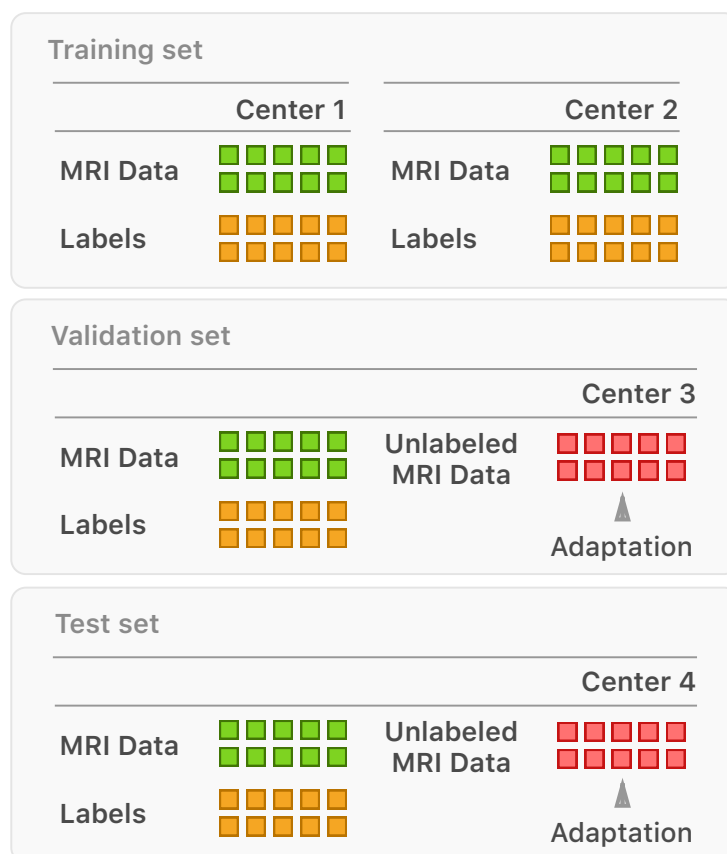 Training set
Center 1
Center 2
MRI Data
MRI Data
Labels
Labels
Validation set
Center 3
MRI Data
Unlabeled
MRI Data
Labels
Adaptation
Test set
Center 4
MRI Data
Unlabeled
MRI Data
Labels
Adaptation